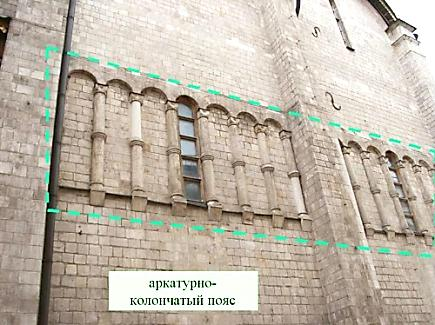 аркатурно-
колончатый пояс